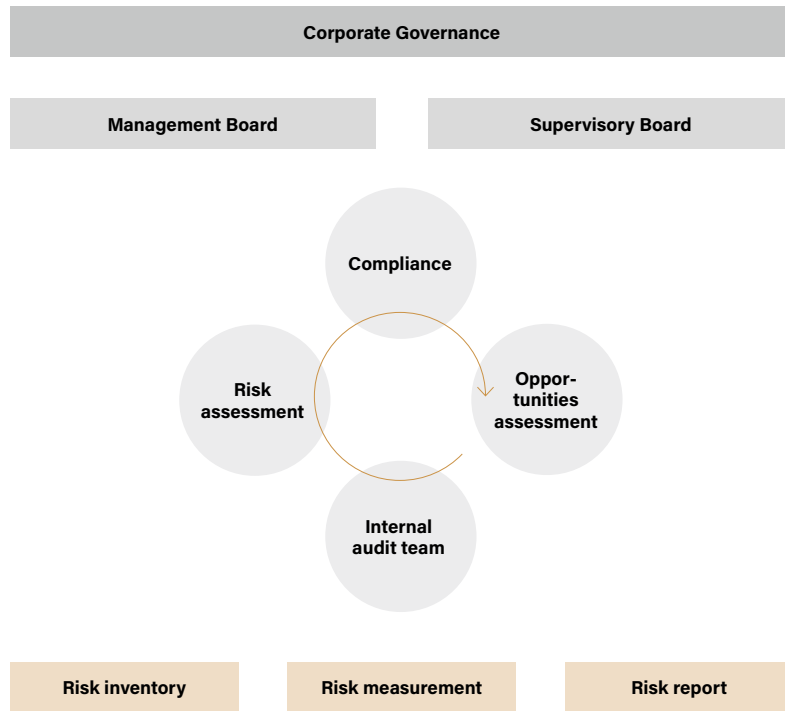 Corporate Governance
Management Board
Supervisory Board
Compliance
Risk
assessment
Oppor-
tunities
assessment
Internal
audit team
Risk inventory
Risk measurement
Risk report